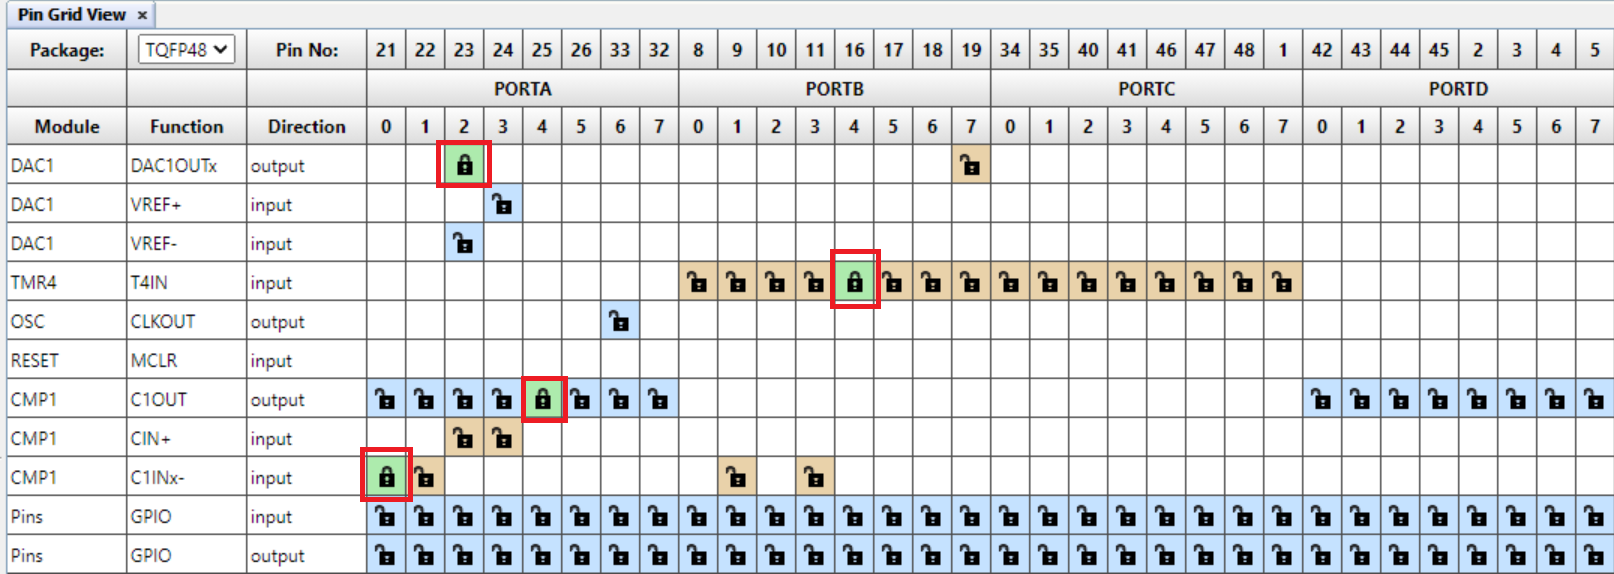 Pin Grid View ×
Package: TQFP48 Pin No: 21 22 23 24 25 26 33 32 8 9 10 11 16 17 18 19 34 35 40 41 46 47 48 1 42 43 44 45 2 3 4 5
PORTA PORTB PORTC PORTD
Module Function Direction 0 1 2 3 4 5 6 7 0 1 2 3 4 5 6 7 0 1 2 3 4 5 6 7 0 1 2 3 4 5 6 7
DAC1 DAC1OUTx output
DAC1 VREF+ input
DAC1 VREF- input
TMR4 T4IN input
OSC CLKOUT output
RESET MCLR input
CMP1 C1OUT output
CMP1 CIN+ input
CMP1 C1INx- input
Pins GPIO input
Pins GPIO output